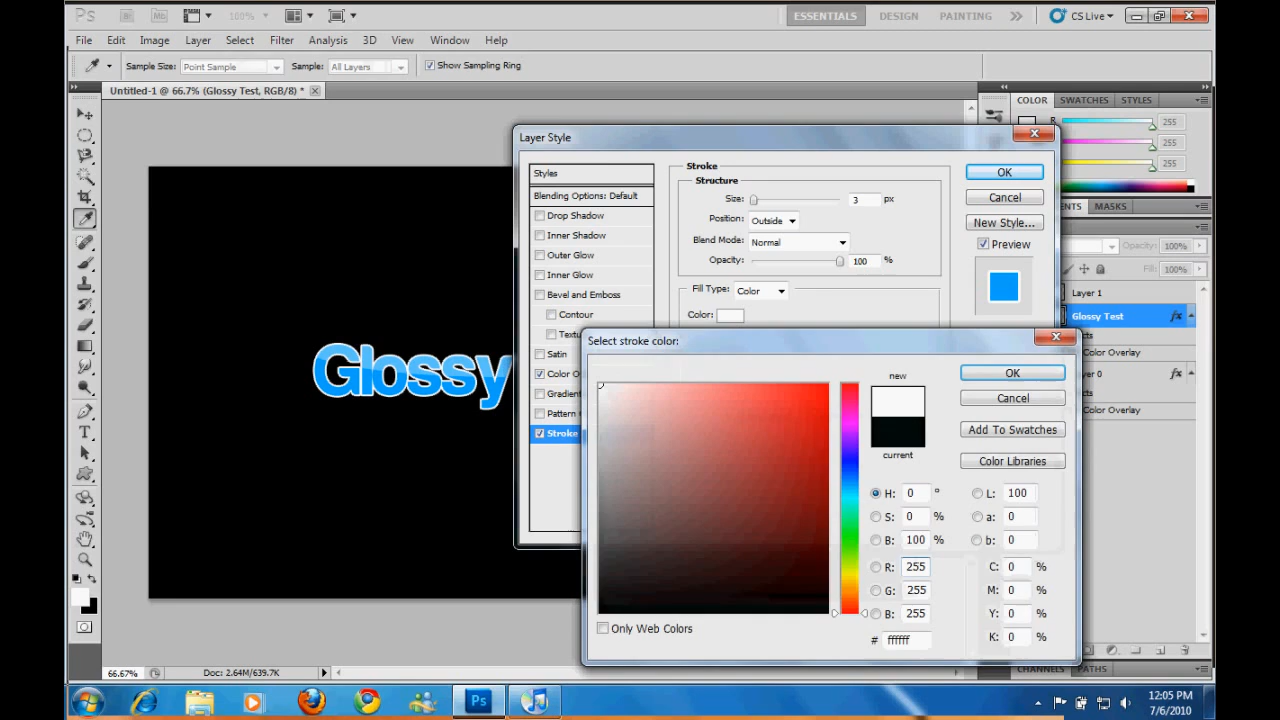 Ps Br Mb 100% ESSENTIALS DESIGN PAINTING CS Live
File Edit Image Layer Select Filter Analysis 3D View Window Help
Sample Size: Point Sample Sample: All Layers Show Sampling Ring
Untitled-1 @ 66.7% (Glossy Test, RGB/8) *
COLOR SWATCHES STYLES
R 255
255
255
MASKS
Opacity: 100%
Fill: 100%
Layer 1
Glossy Test fx
Color Overlay
fx
Color Overlay
CHANNELS PATHS
Glossy
Layer Style
Styles
Blending Options: Default
Drop Shadow
Inner Shadow
Outer Glow
Inner Glow
Bevel and Emboss
Contour
Satin
Stroke
Stroke
Structure
Size: 3 px
Position: Outside
Blend Mode: Normal
Opacity: 100 %
Fill Type: Color
Color:
OK
Cancel
New Style...
Preview
Select stroke color:
new
current
OK
Cancel
Add To Swatches
Color Libraries
H: 0 ° L: 100
S: 0 % a: 0
B: 100 % b: 0
R: 255 C: 0 %
G: 255 M: 0 %
B: 255 Y: 0 %
# ffffff K: 0 %
Only Web Colors
66.67% Doc: 2.64M/639.7K
Ps
12:05 PM
7/6/2010